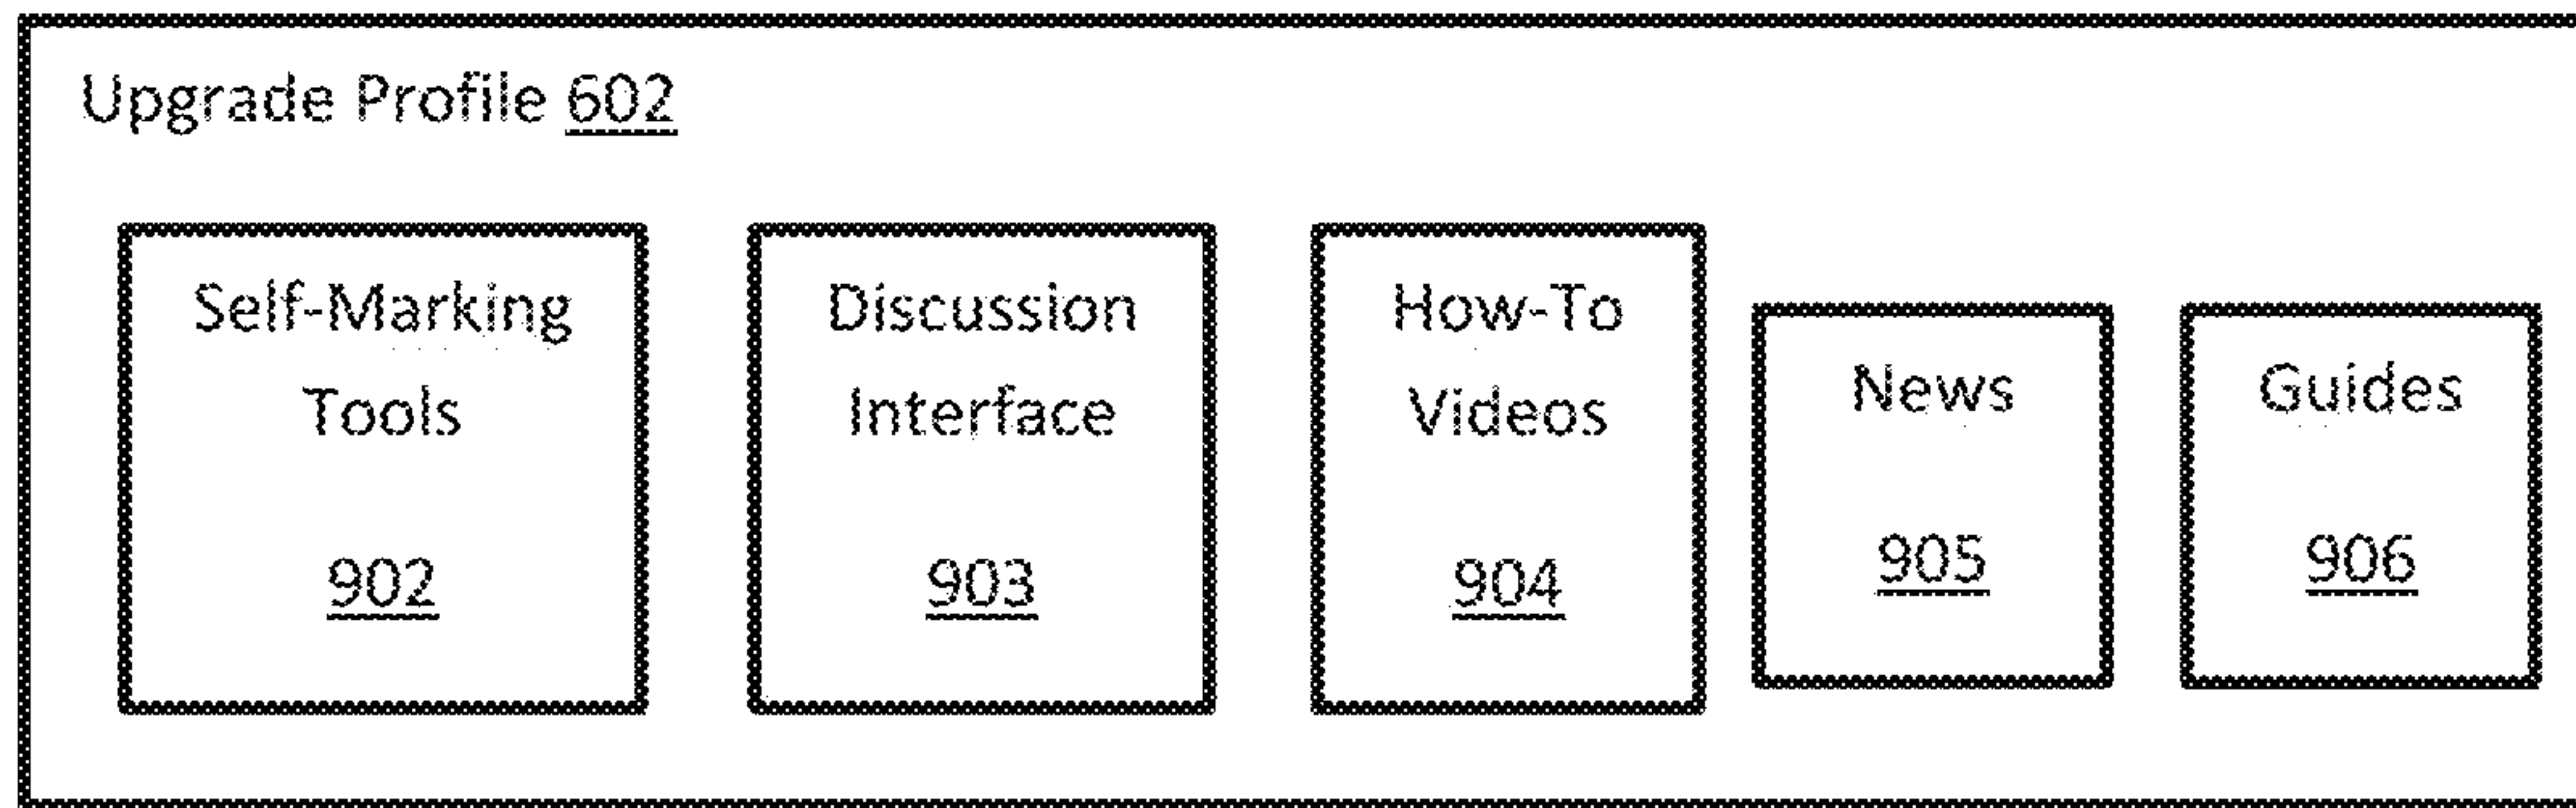 Upgrade Profile 602
Self-Marking
Tools
902
Discussion
Interface
903
How-To
Videos
904
News
905
Guides
906